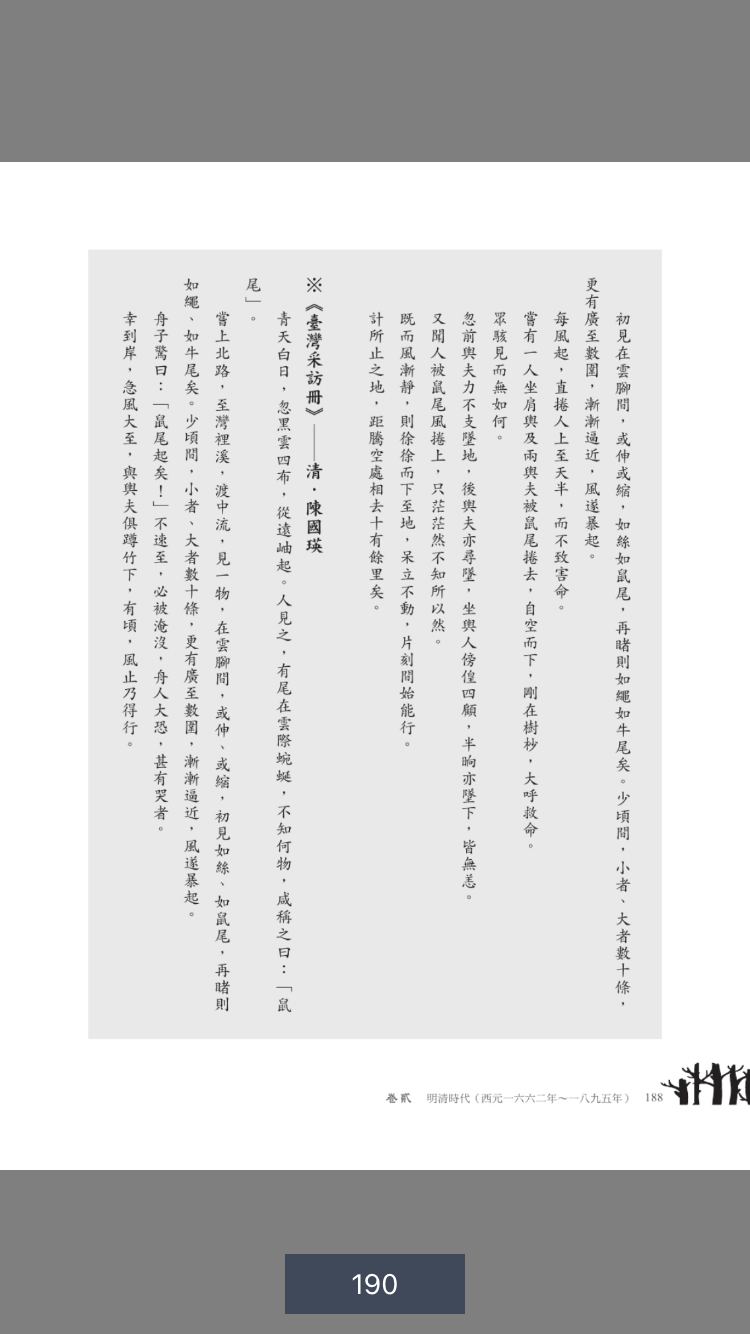 初見在雲腳間，或伸或縮，如絲如鼠尾，再睹則如繩如牛尾矣。少頃間，小者、大者數十條，
更有廣至數圍，漸漸逼近，風遂暴起。
每風起，直捲人上至天半，而不致害命。
嘗有一人坐肩輿及兩輿夫被鼠尾捲去，自空而下，剛在樹杪，大呼救命。
眾駭見而無如何。
忽前輿夫力不支墜地，後輿夫亦尋墜，坐輿人傍徨四顧，半晌亦墜下，皆無恙。
又聞人被鼠尾風捲上，只茫茫然不知所以然。
既而風漸靜，則徐徐而下至地，呆立不動，片刻間始能行。
計所止之地，距騰空處相去十有餘里矣。
※《臺灣采訪冊》——清．陳國瑛
青天白日，忽黑雲四布，從遠岫起。人見之，有尾在雲際蜿蜒，不知何物，咸稱之曰：「鼠
尾」。
嘗上北路，至灣裡溪，渡中流，見一物，在雲腳間，或伸、或縮，初見如絲、如鼠尾，再睹則
如繩、如牛尾矣。少頃間，小者、大者數十條，更有廣至數圍，漸漸逼近，風遂暴起。
舟子驚曰：「鼠尾起矣！」不速至，必被淹沒，舟人大恐，甚有哭者。
幸到岸，急風大至，與輿夫俱蹲竹下，有頃，風止乃得行。
卷貳 明清時代（西元一六六二年～一八九五年） 188
190